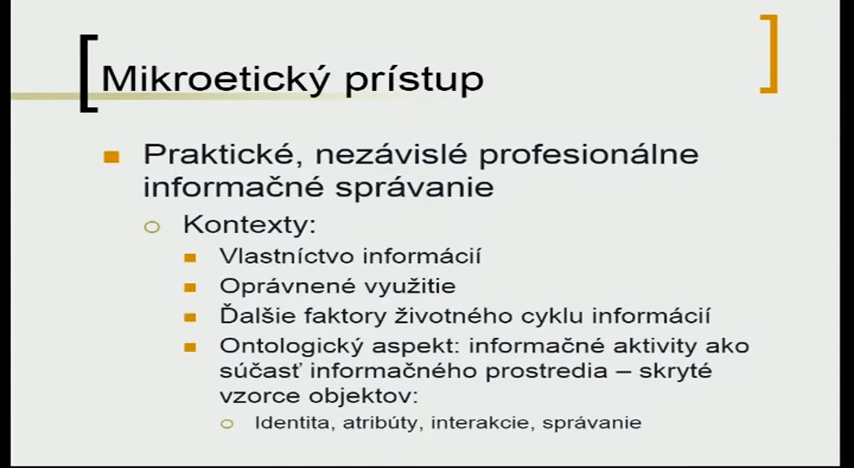 Mikroetický prístup
Praktické, nezávislé profesionálne
informačné správanie
Kontexty:
Vlastníctvo informácií
Oprávnené využitie
Ďalšie faktory životného cyklu informácií
Ontologický aspekt: informačné aktivity ako
súčasť informačného prostredia – skryté
vzorce objektov:
Identita, atribúty, interakcie, správanie